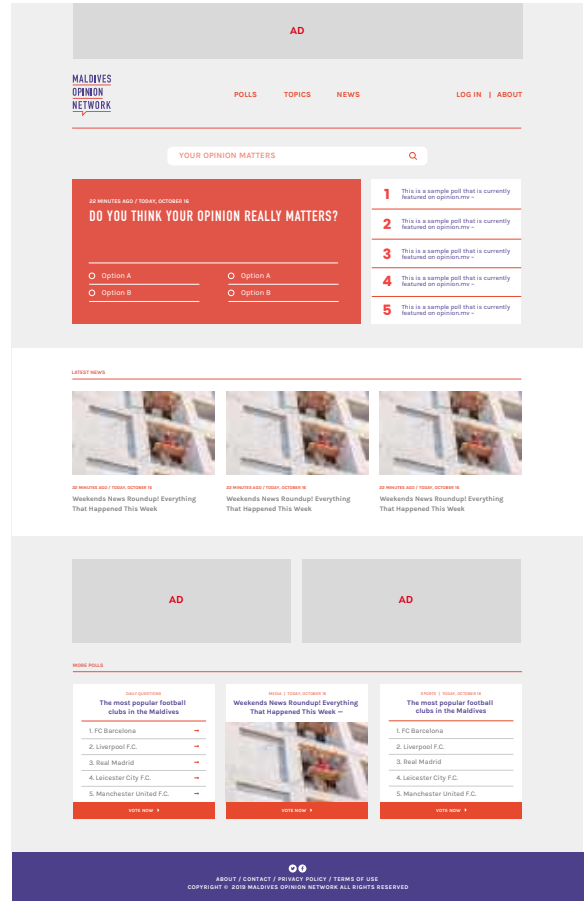 AD
MALDIVES
OPINION
NETWORK
POLLS TOPICS NEWS LOG IN | ABOUT
YOUR OPINION MATTERS
22 MINUTES AGO / TODAY, OCTOBER 16
DO YOU THINK YOUR OPINION REALLY MATTERS?
Option A Option A
Option B Option B
1 This is a sample poll that is currently
featured on opinion.mv –
2 This is a sample poll that is currently
featured on opinion.mv –
3 This is a sample poll that is currently
featured on opinion.mv –
4 This is a sample poll that is currently
featured on opinion.mv –
5 This is a sample poll that is currently
featured on opinion.mv –
LATEST NEWS
22 MINUTES AGO / TODAY, OCTOBER 16
Weekends News Roundup! Everything
That Happened This Week
22 MINUTES AGO / TODAY, OCTOBER 16
Weekends News Roundup! Everything
That Happened This Week
22 MINUTES AGO / TODAY, OCTOBER 16
Weekends News Roundup! Everything
That Happened This Week
AD AD
MORE POLLS
DAILY QUESTIONS
The most popular football
clubs in the Maldives
1. FC Barcelona →
2. Liverpool F.C. →
3. Real Madrid →
4. Leicester City F.C. →
5. Manchester United F.C. →
VOTE NOW
MEDIA | TODAY, OCTOBER 16
Weekends News Roundup! Everything
That Happened This Week —
VOTE NOW
SPORTS | TODAY, OCTOBER 16
The most popular football
clubs in the Maldives
1. FC Barcelona
2. Liverpool F.C.
3. Real Madrid
4. Leicester City F.C.
5. Manchester United F.C.
VOTE NOW
ABOUT / CONTACT / PRIVACY POLICY / TERMS OF USE
COPYRIGHT © 2019 MALDIVES OPINION NETWORK ALL RIGHTS RESERVED